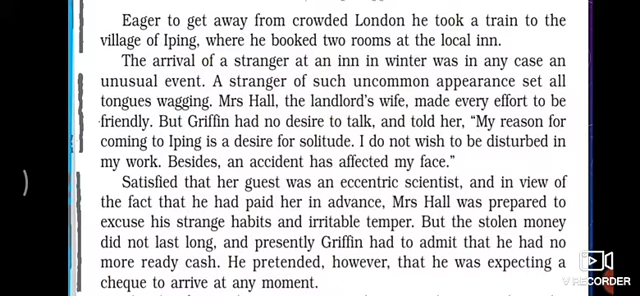 Eager to get away from crowded London he took a train to the
village of Iping, where he booked two rooms at the local inn.
The arrival of a stranger at an inn in winter was in any case an
unusual event. A stranger of such uncommon appearance set all
tongues wagging. Mrs Hall, the landlord's wife, made every effort to be
friendly. But Griffin had no desire to talk, and told her, “My reason for
coming to Iping is a desire for solitude. I do not wish to be disturbed in
my work. Besides, an accident has affected my face.”
Satisfied that her guest was an eccentric scientist, and in view of
the fact that he had paid her in advance, Mrs Hall was prepared to
excuse his strange habits and irritable temper. But the stolen money
did not last long, and presently Griffin had to admit that he had no
more ready cash. He pretended, however, that he was expecting a
cheque to arrive at any moment.
V RECORDER